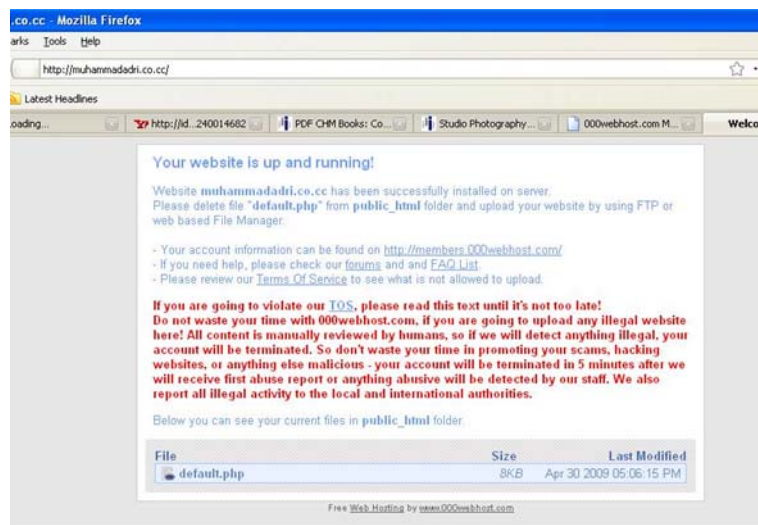 .co.cc - Mozilla Firefox
arks Tools Help
http://muhammadadri.co.cc/
Latest Headlines
oading... http://id...240014682 PDF CHM Books: Co... Studio Photography... 000webhost.com M... Welco
Your website is up and running!
Website muhammadadri.co.cc has been successfully installed on server.
Please delete file "default.php" from public_html folder and upload your website by using FTP or
web based File Manager.
- Your account information can be found on http://members.000webhost.com/
- If you need help, please check our forums and and FAQ List.
- Please review our Terms Of Service to see what is not allowed to upload.
If you are going to violate our TOS, please read this text until it's not too late!
Do not waste your time with 000webhost.com, if you are going to upload any illegal website
here! All content is manually reviewed by humans, so if we will detect anything illegal, your
account will be terminated. So don't waste your time in promoting your scams, hacking
websites, or anything else malicious - your account will be terminated in 5 minutes after we
will receive first abuse report or anything abusive will be detected by our staff. We also
report all illegal activity to the local and international authorities.
Below you can see your current files in public_html folder.
File Size Last Modified
default.php 8KB Apr 30 2009 05:06:15 PM
Free Web Hosting by www.000webhost.com